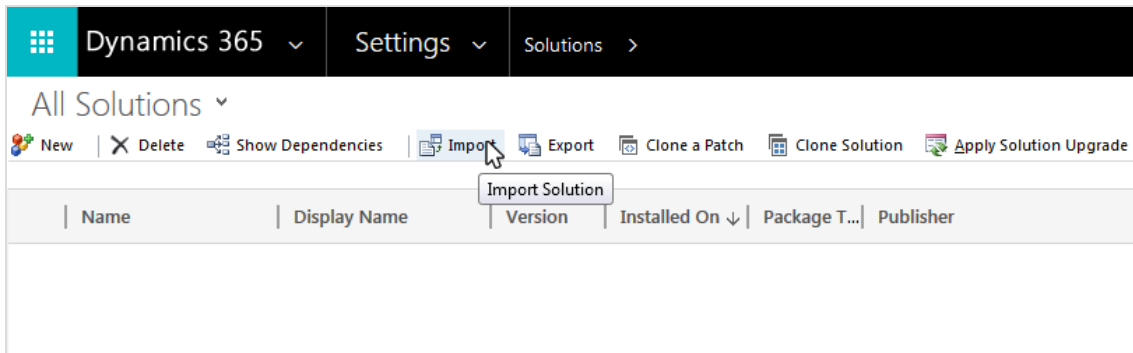 Dynamics 365 Settings Solutions >
All Solutions
New Delete Show Dependencies Import Export Clone a Patch Clone Solution Apply Solution Upgrade
Import Solution
Name Display Name Version Installed On ↓ Package T... Publisher